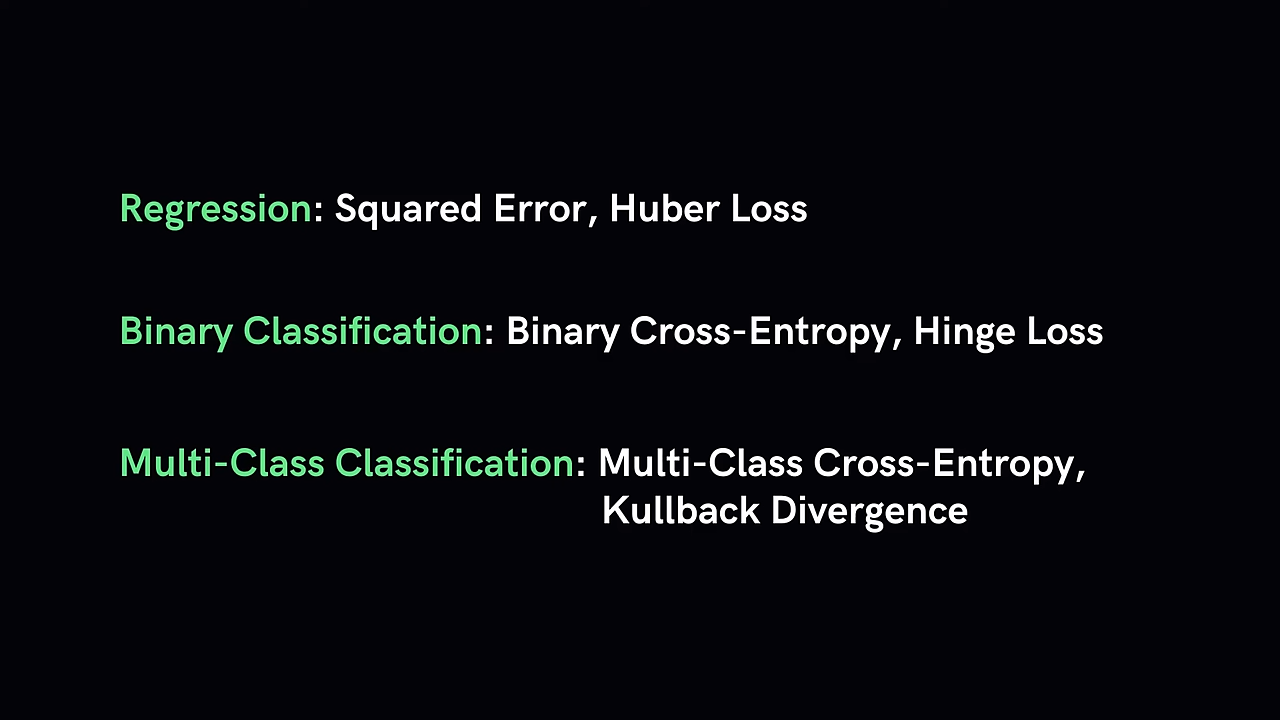 Regression: Squared Error, Huber Loss
Binary Classification: Binary Cross-Entropy, Hinge Loss
Multi-Class Classification: Multi-Class Cross-Entropy,
Kullback Divergence